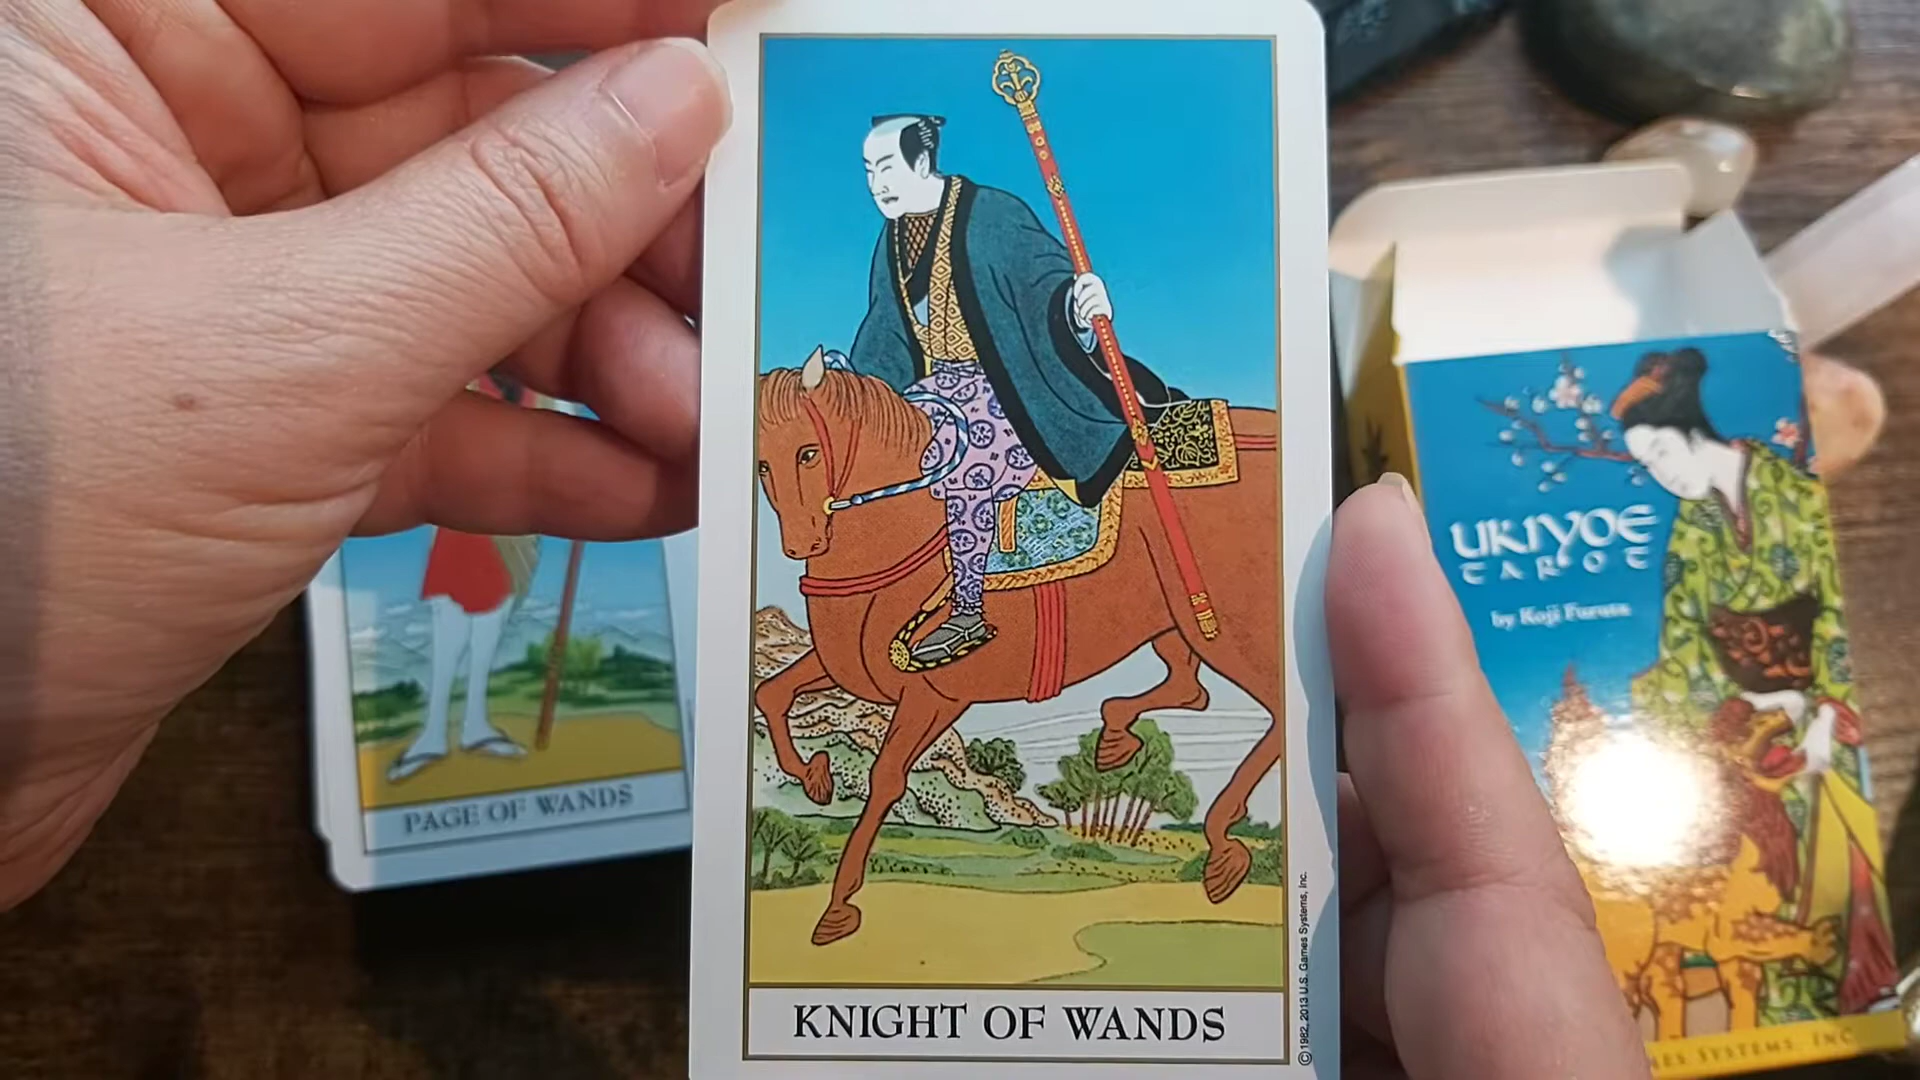 KNIGHT OF WANDS
© 1982, 2013 U.S. Games Systems, Inc.
PAGE OF WANDS
UKIYOE
TAROT
by Koji Furuta
SYSTEMS, INC